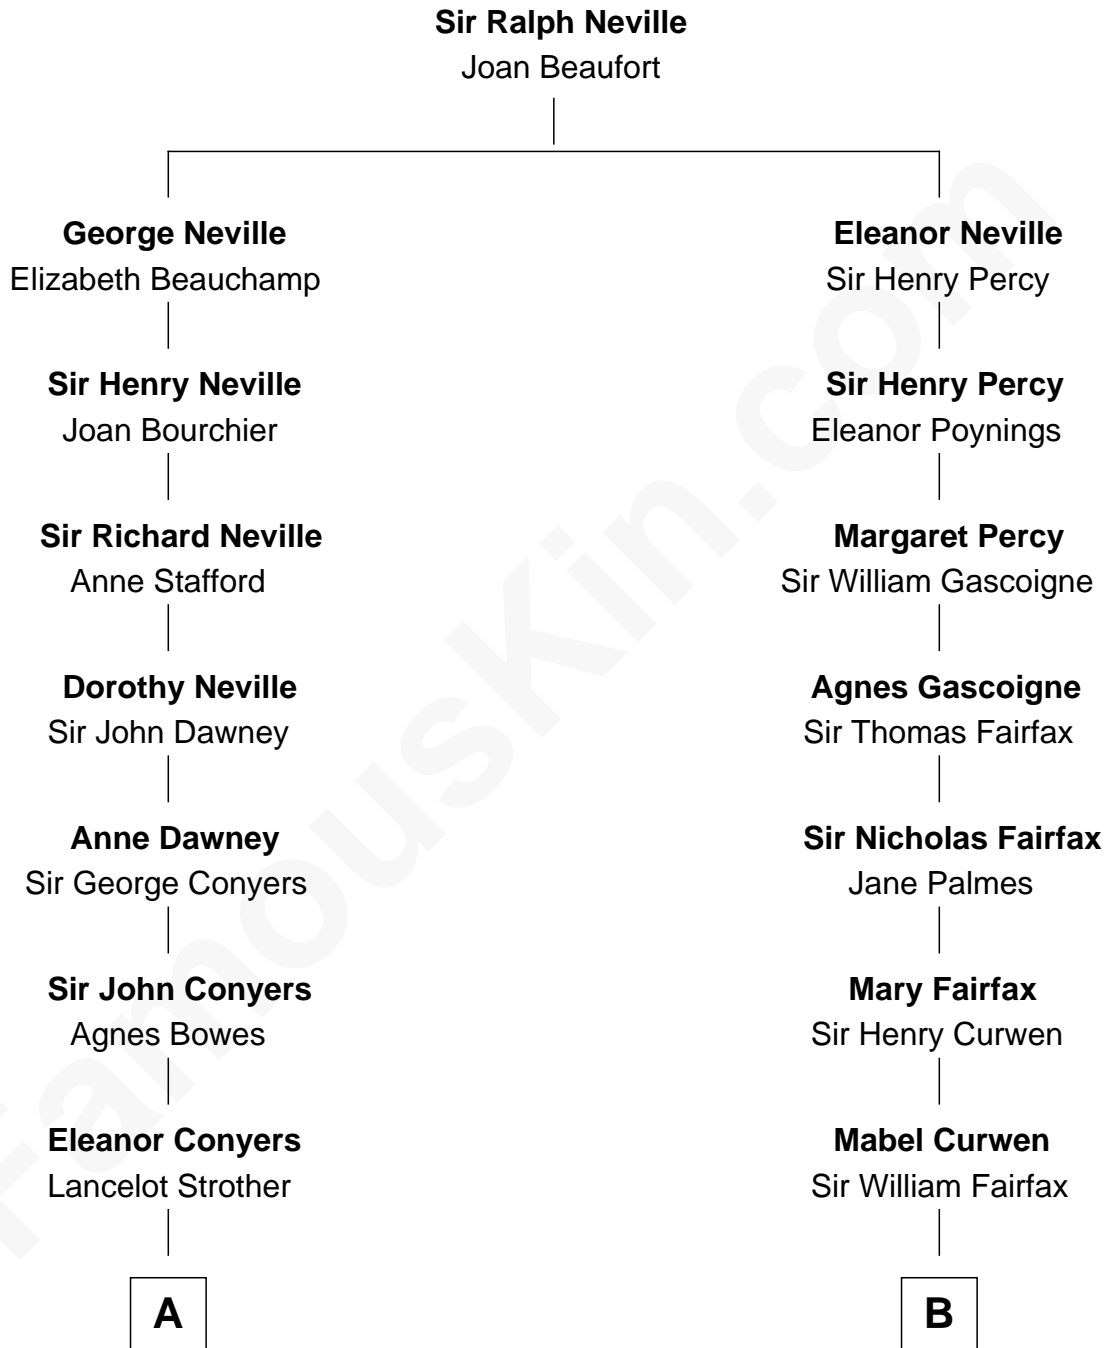 Sir Ralph Neville
Joan Beaufort
George Neville
Elizabeth Beauchamp
Eleanor Neville
Sir Henry Percy
Sir Henry Neville
Joan Bourchier
Sir Henry Percy
Eleanor Poynings
Sir Richard Neville
Anne Stafford
Margaret Percy
Sir William Gascoigne
Dorothy Neville
Sir John Dawney
Agnes Gascoigne
Sir Thomas Fairfax
Anne Dawney
Sir George Conyers
Sir Nicholas Fairfax
Jane Palmes
Sir John Conyers
Agnes Bowes
Mary Fairfax
Sir Henry Curwen
Eleanor Conyers
Lancelot Strother
Mabel Curwen
Sir William Fairfax
A
B
FamousKin.com